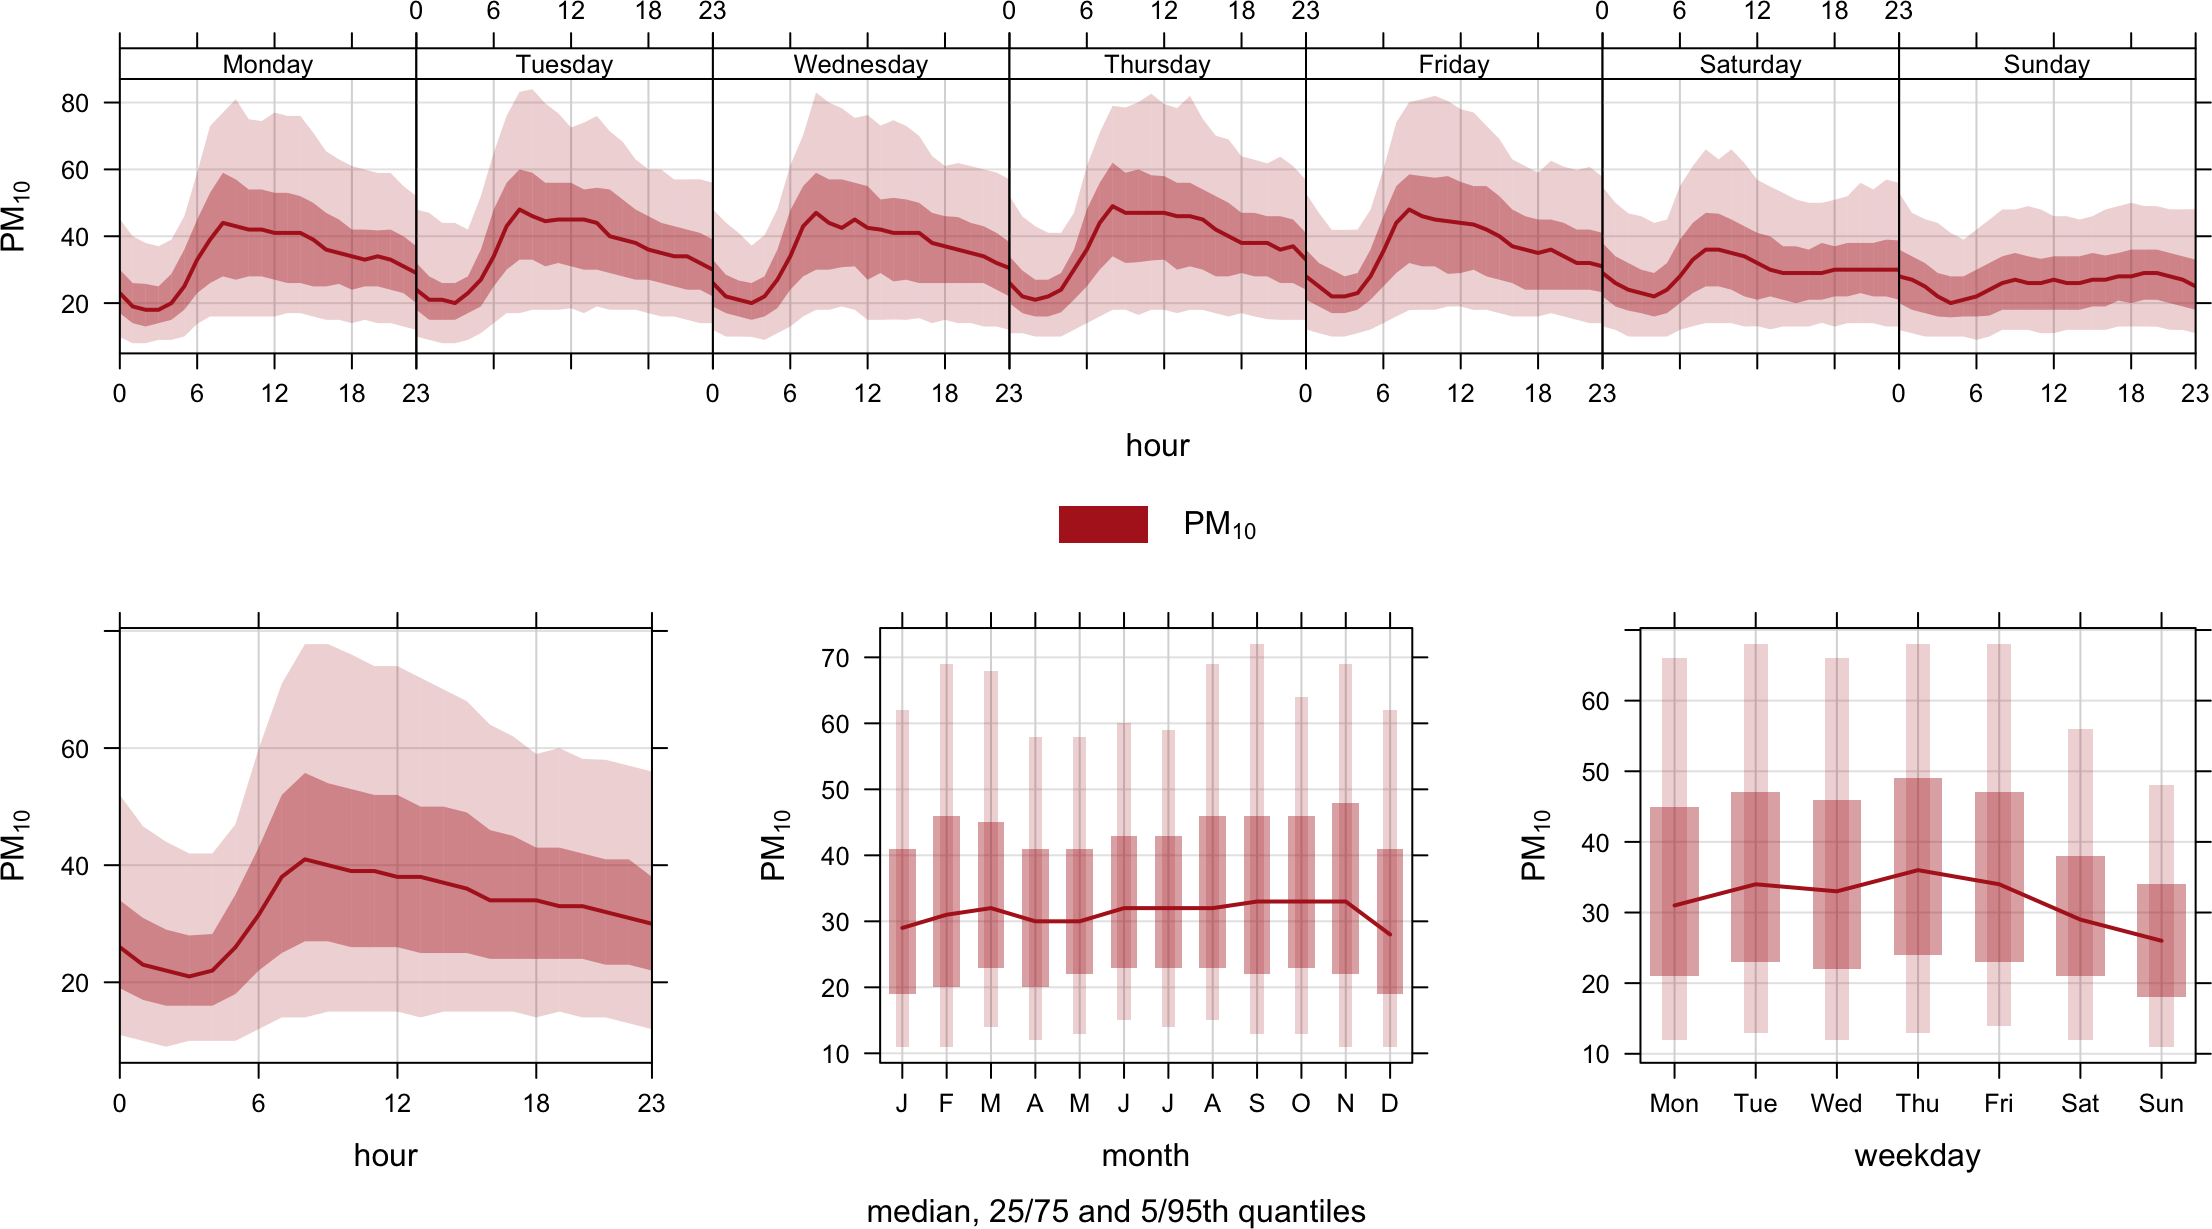 0 6 12 18 23 0 6 12 18 23 0 6 12 18 23
Monday Tuesday Wednesday Thursday Friday Saturday Sunday
80
60
40
20
PM10
0 6 12 18 23 0 6 12 18 23 0 6 12 18 23 0 6 12 18 23
hour
PM10
60
40
20
PM10
0 6 12 18 23
hour
70
60
50
40
30
20
10
PM10
J F M A M J J A S O N D
month
60
50
40
30
20
10
PM10
Mon Tue Wed Thu Fri Sat Sun
weekday
median, 25/75 and 5/95th quantiles